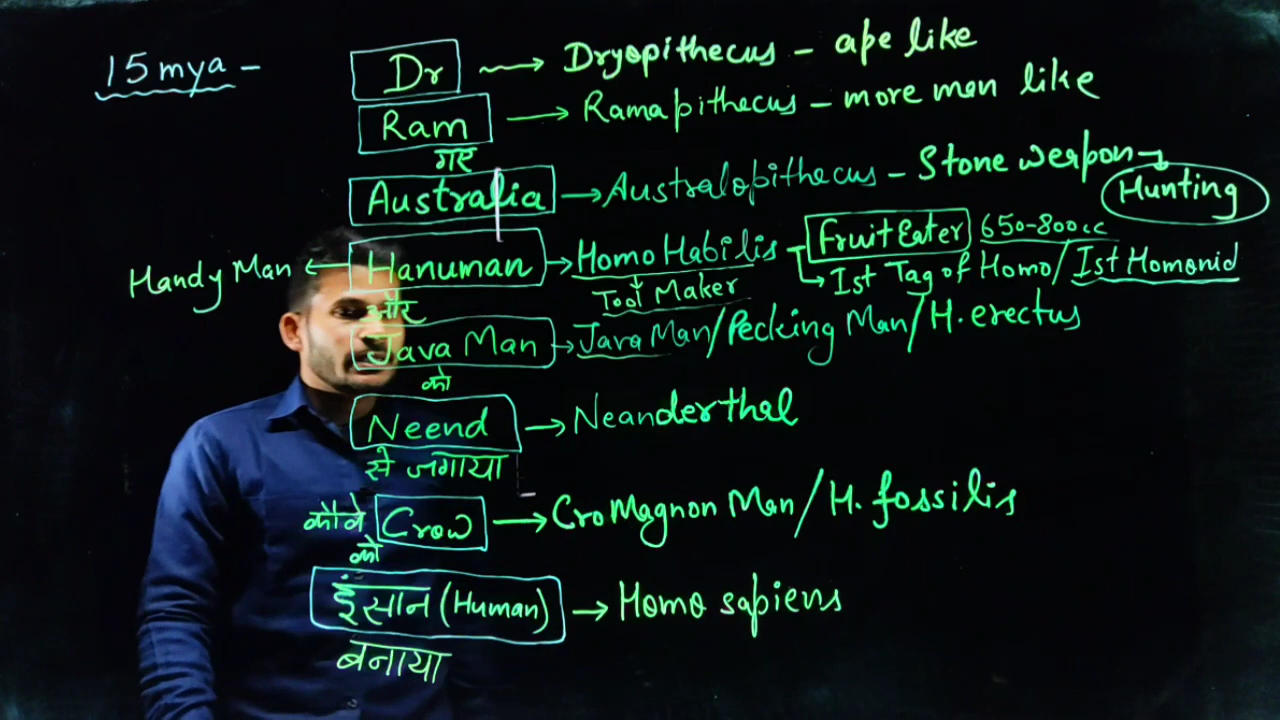 15 mya - Dr → Dryopithecus - ape like
Ram → Ramapithecus - more man like
गए
Australia → Australopithecus - Stone weapon → Hunting
Handy Man ← Hanuman → Homo Habilis Fruit Eater 650-800cc
Tool Maker Ist Tag of Homo/Ist Homonid
और
Java Man → Java Man/Pecking Man/H. erectus
को
Neend → Neanderthal
से जगाया
कौवे Crow → CroMagnon Man/H. fossilis
को
इंसान (Human) → Homo sapiens
बनाया